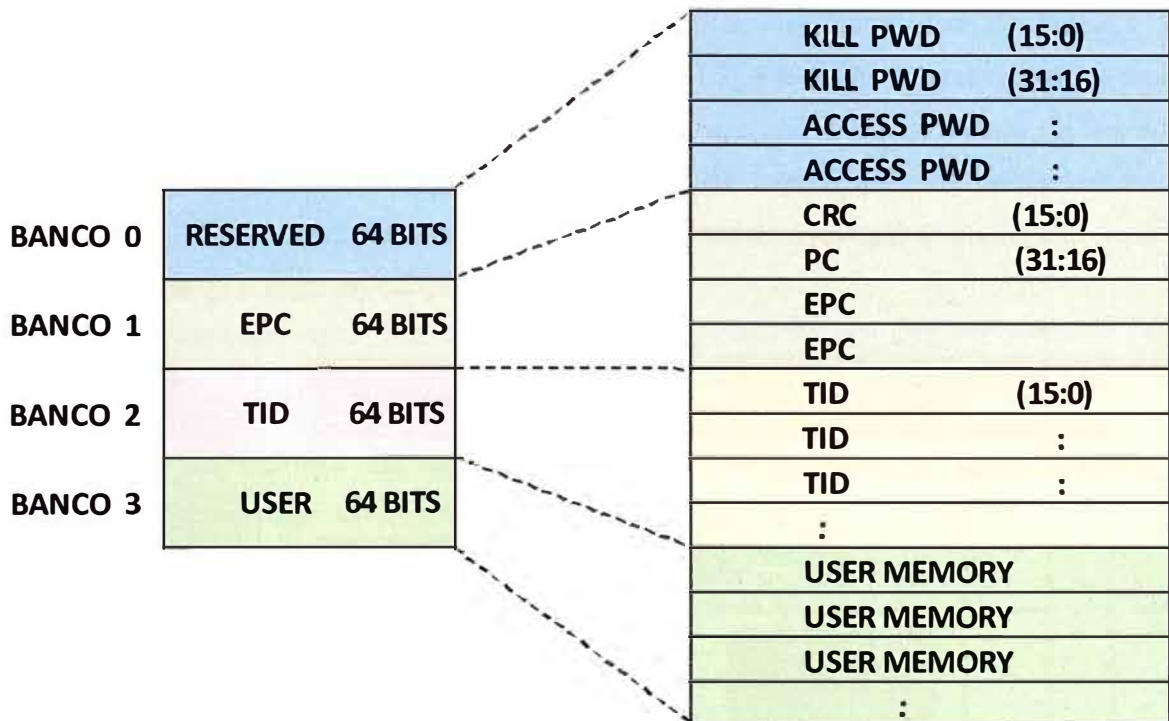 BANCO 0 RESERVED 64 BITS
BANCO 1 EPC 64 BITS
BANCO 2 TID 64 BITS
BANCO 3 USER 64 BITS
KILL PWD (15:0)
KILL PWD (31:16)
ACCESS PWD :
ACCESS PWD :
CRC (15:0)
PC (31:16)
EPC
EPC
TID (15:0)
TID :
TID :
:
USER MEMORY
USER MEMORY
USER MEMORY
: